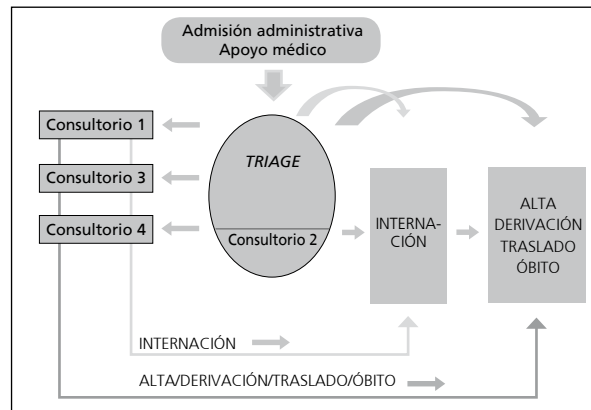 Admisión administrativa
Apoyo médico
Consultorio 1
Consultorio 3
Consultorio 4
TRIAGE
Consultorio 2
INTERNA-
CIÓN
ALTA
DERIVACIÓN
TRASLADO
ÓBITO
INTERNACIÓN
ALTA/DERIVACIÓN/TRASLADO/ÓBITO